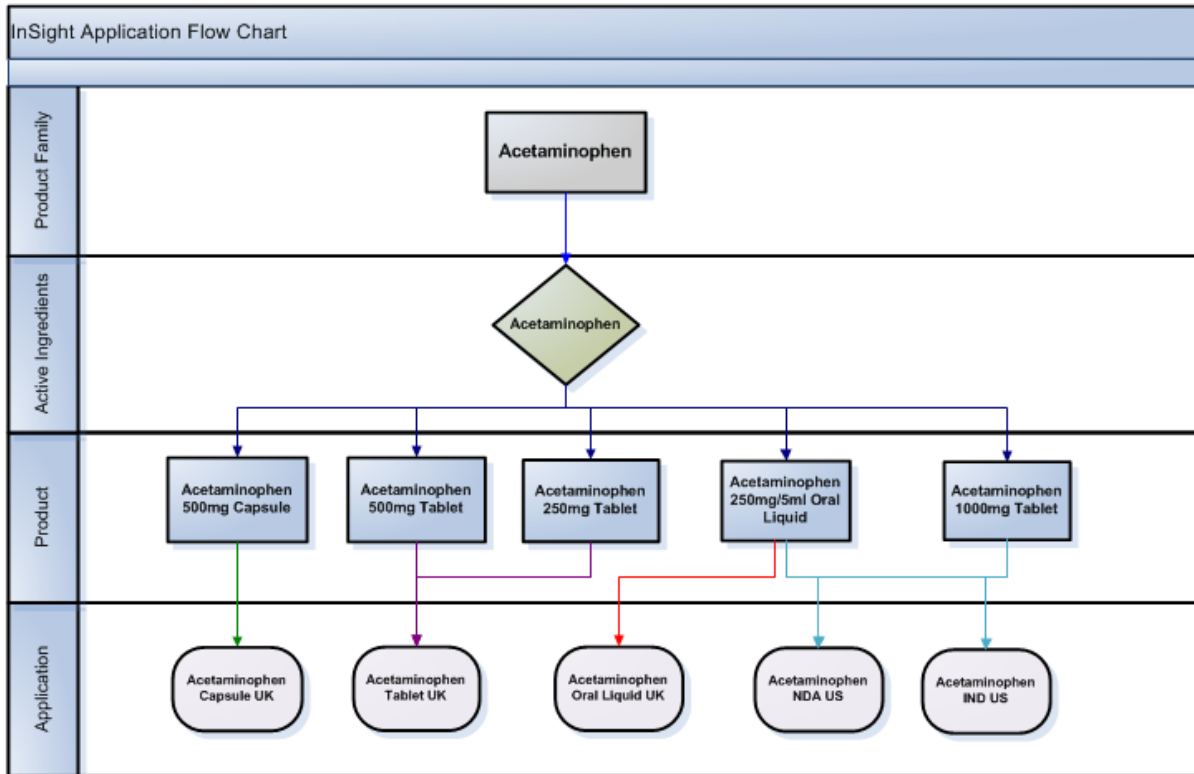 InSight Application Flow Chart
Product Family
Acetaminophen
Active Ingredients
Acetaminophen
Product
Acetaminophen
500mg Capsule
Acetaminophen
500mg Tablet
Acetaminophen
250mg Tablet
Acetaminophen
250mg/5ml Oral
Liquid
Acetaminophen
1000mg Tablet
Application
Acetaminophen
Capsule UK
Acetaminophen
Tablet UK
Acetaminophen
Oral Liquid UK
Acetaminophen
NDA US
Acetaminophen
IND US